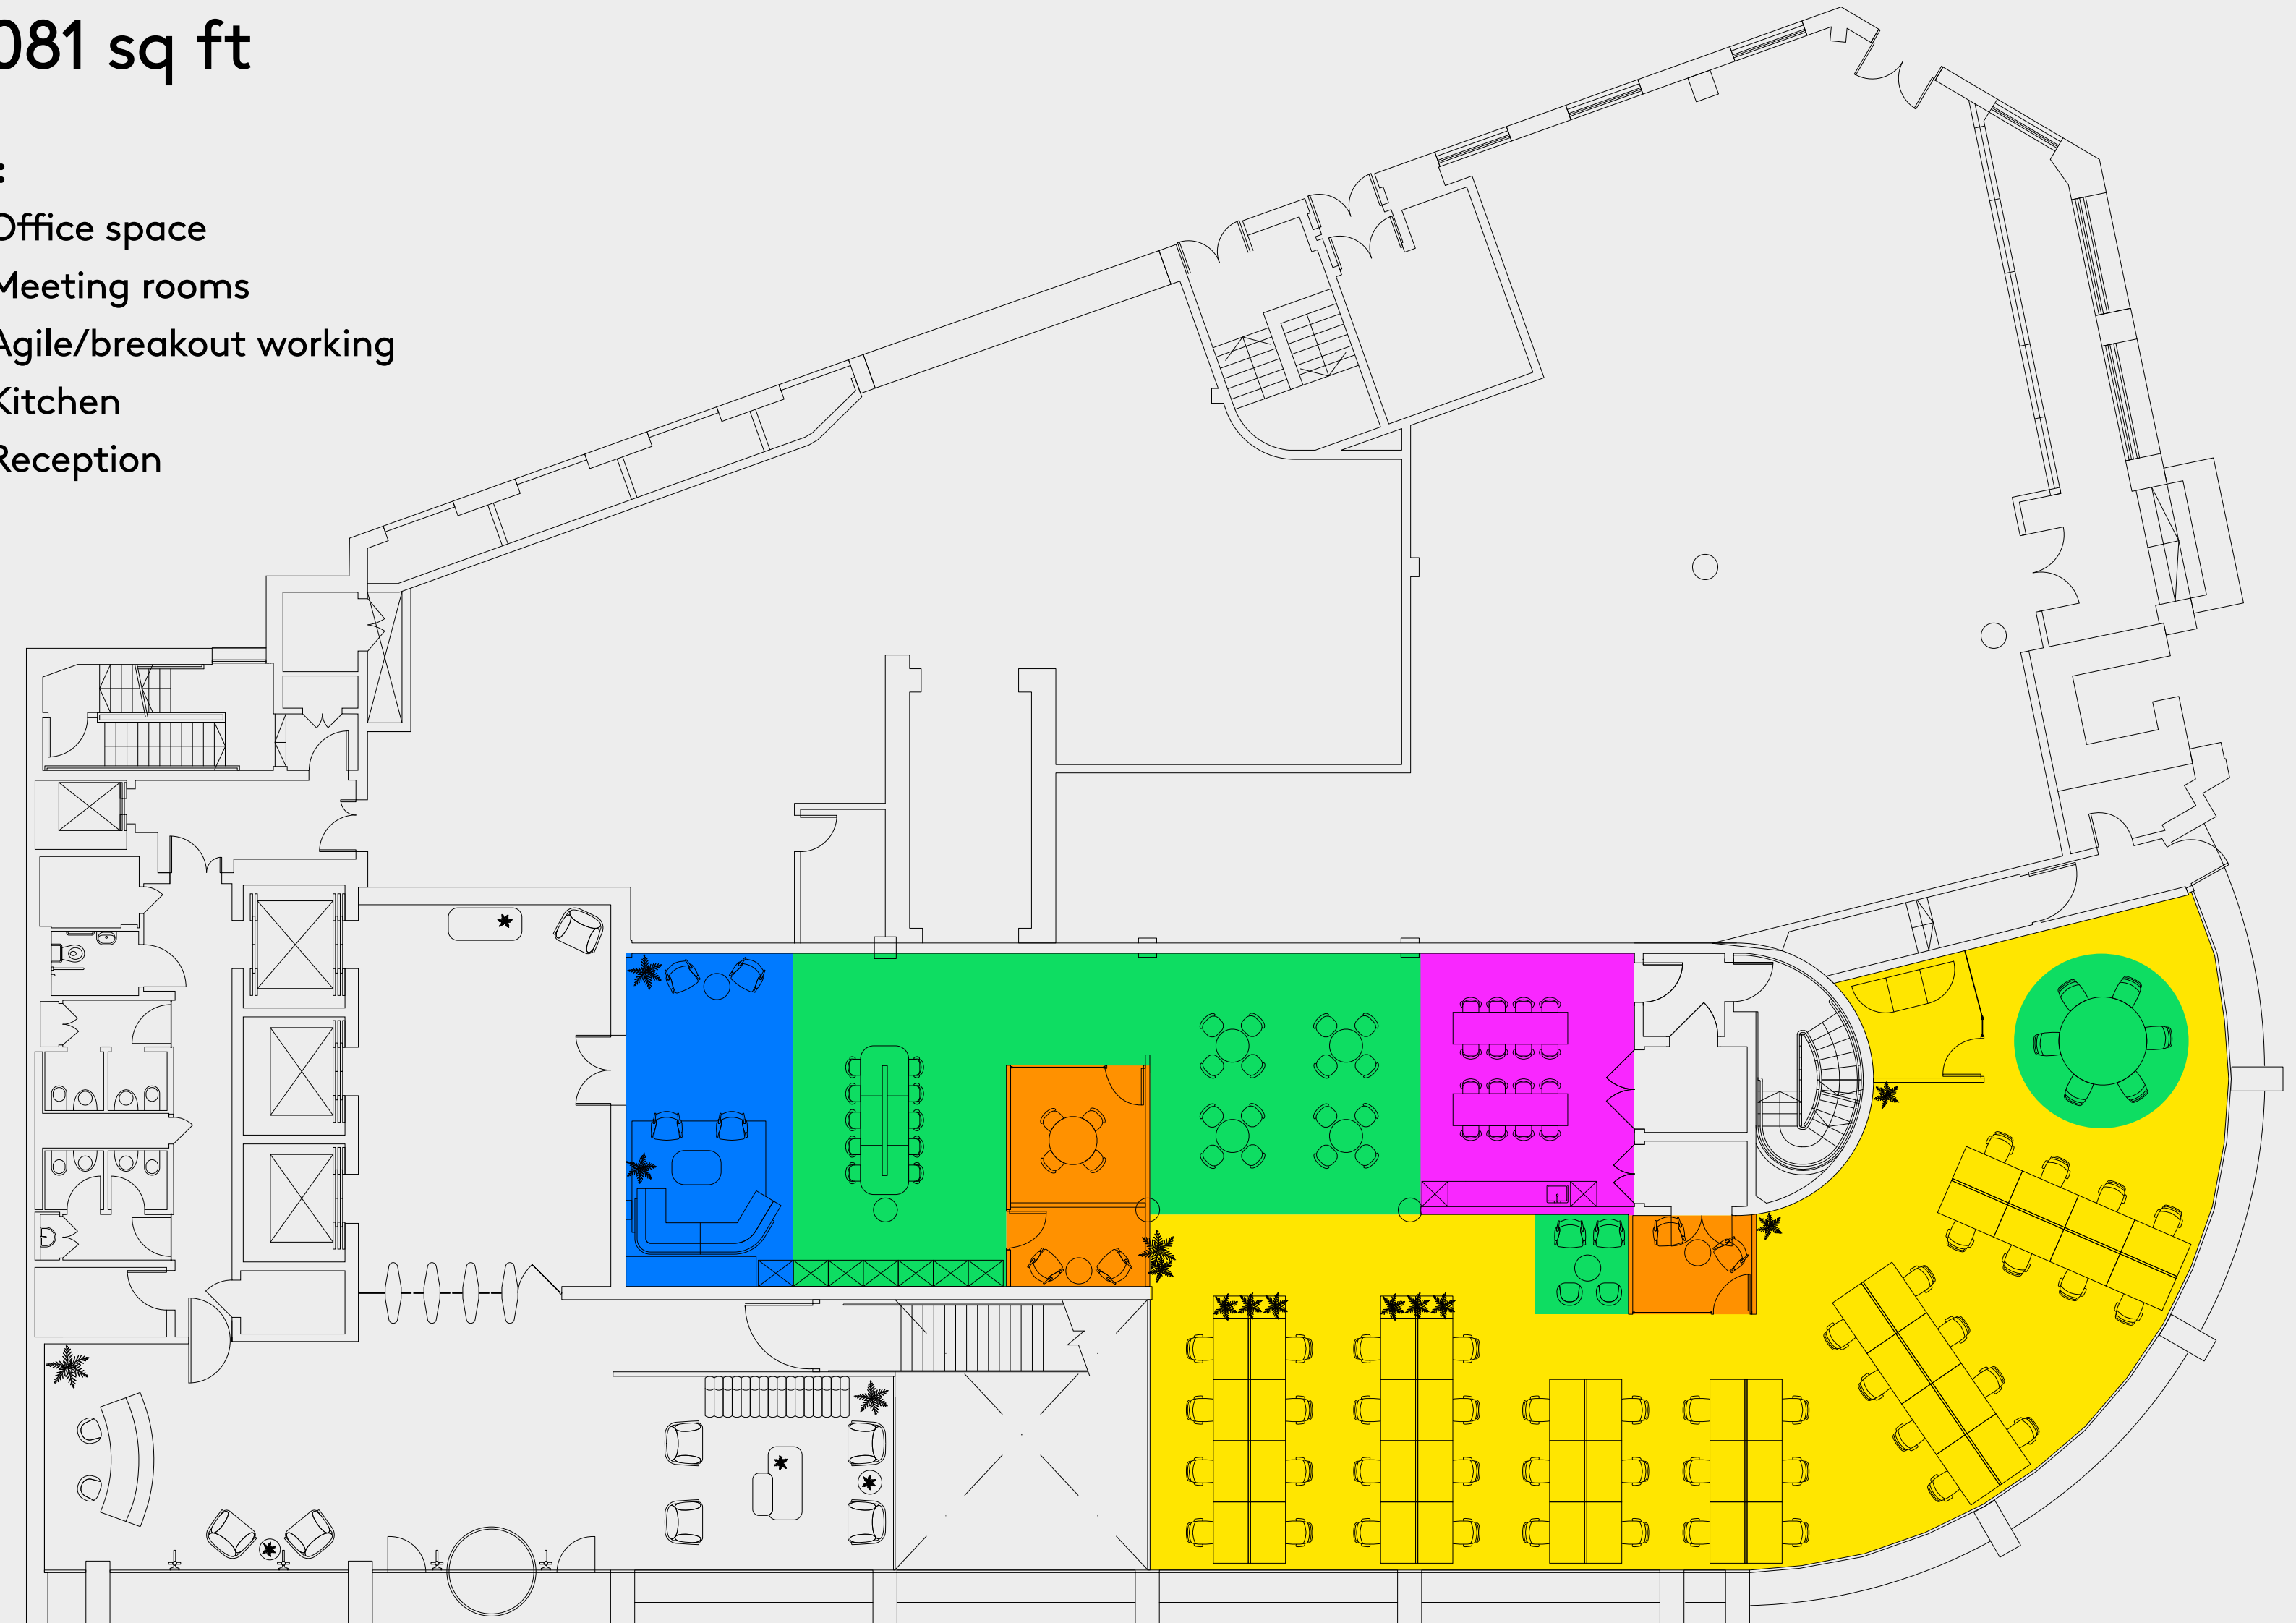 081 sq ft
:
Office space
Meeting rooms
Agile/breakout working
Kitchen
Reception